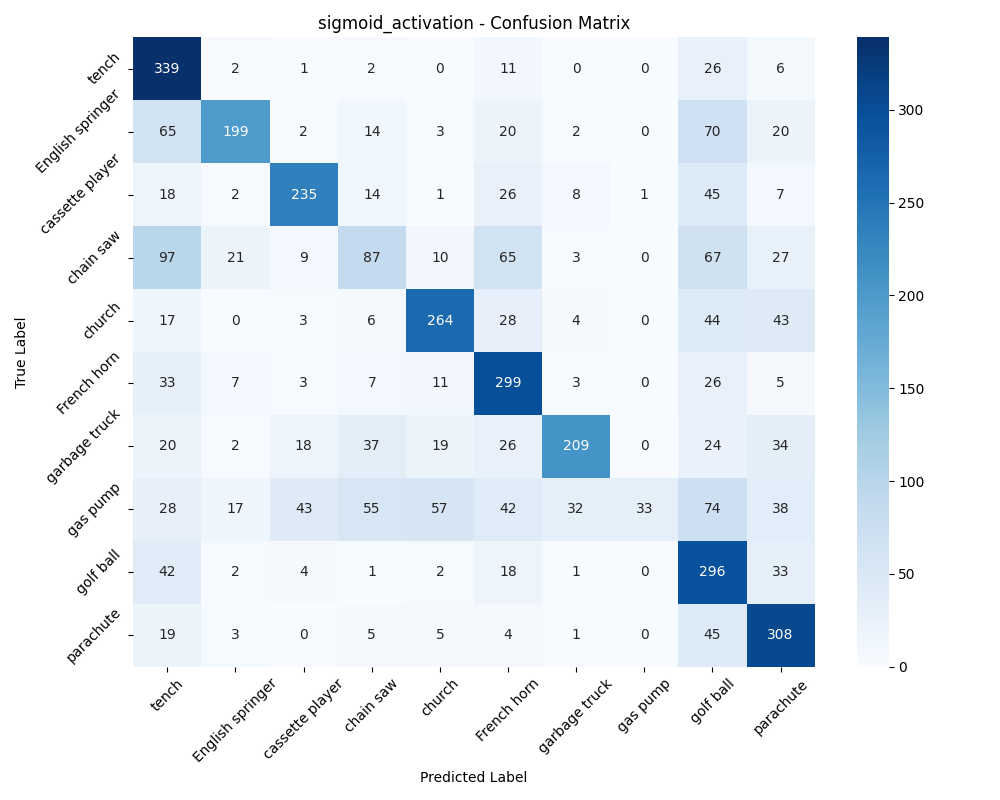 sigmoid_activation - Confusion Matrix
True Label
tench 339 2 1 2 0 11 0 0 26 6
English springer 65 199 2 14 3 20 2 0 70 20
cassette player 18 2 235 14 1 26 8 1 45 7
chain saw 97 21 9 87 10 65 3 0 67 27
church 17 0 3 6 264 28 4 0 44 43
French horn 33 7 3 7 11 299 3 0 26 5
garbage truck 20 2 18 37 19 26 209 0 24 34
gas pump 28 17 43 55 57 42 32 33 74 38
golf ball 42 2 4 1 2 18 1 0 296 33
parachute 19 3 0 5 5 4 1 0 45 308
tench English springer cassette player chain saw church French horn garbage truck gas pump golf ball parachute
Predicted Label
300
250
200
150
100
50
0